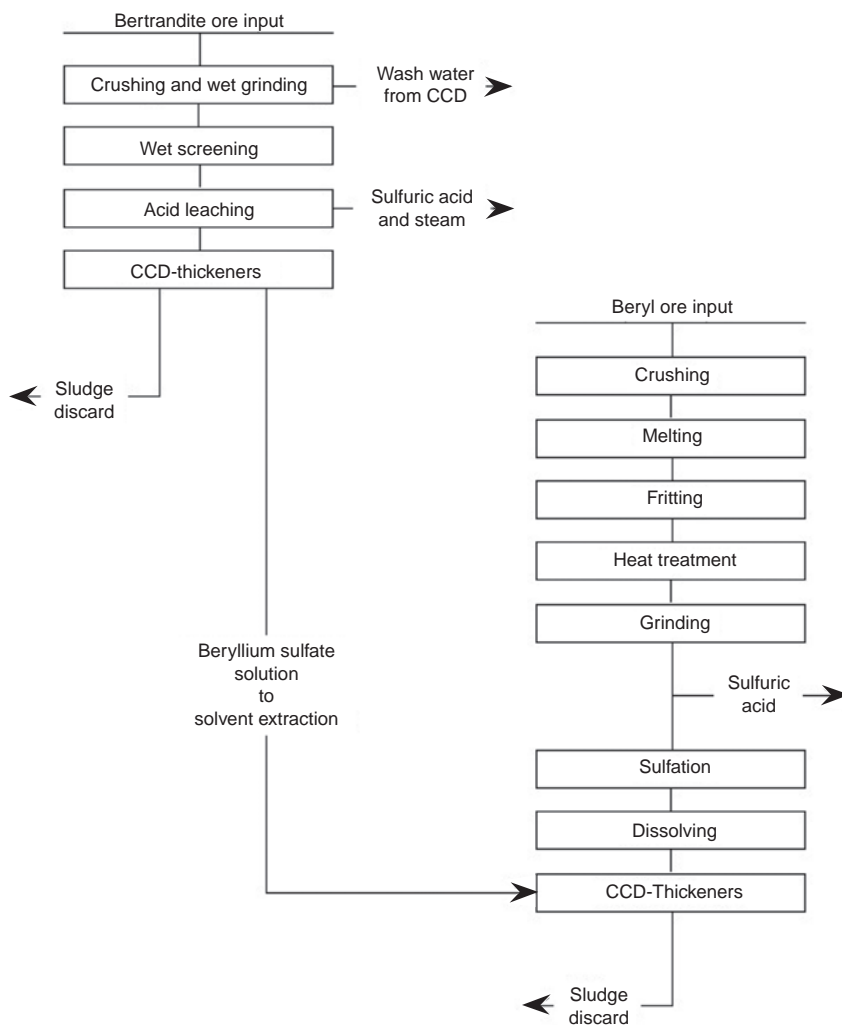 Bertrandite ore input
Crushing and wet grinding
Wash water
from CCD
Wet screening
Acid leaching
Sulfuric acid
and steam
CCD-thickeners
Sludge
discard
Beryllium sulfate
solution
to
solvent extraction
Beryl ore input
Crushing
Melting
Fritting
Heat treatment
Grinding
Sulfuric
acid
Sulfation
Dissolving
CCD-Thickeners
Sludge
discard